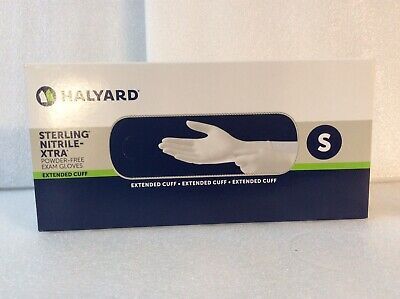 HALYARD
STERLING
NITRILE-
XTRA
POWDER-FREE
EXAM GLOVES
EXTENDED CUFF
EXTENDED CUFF • EXTENDED CUFF • EXTENDED CUFF
S